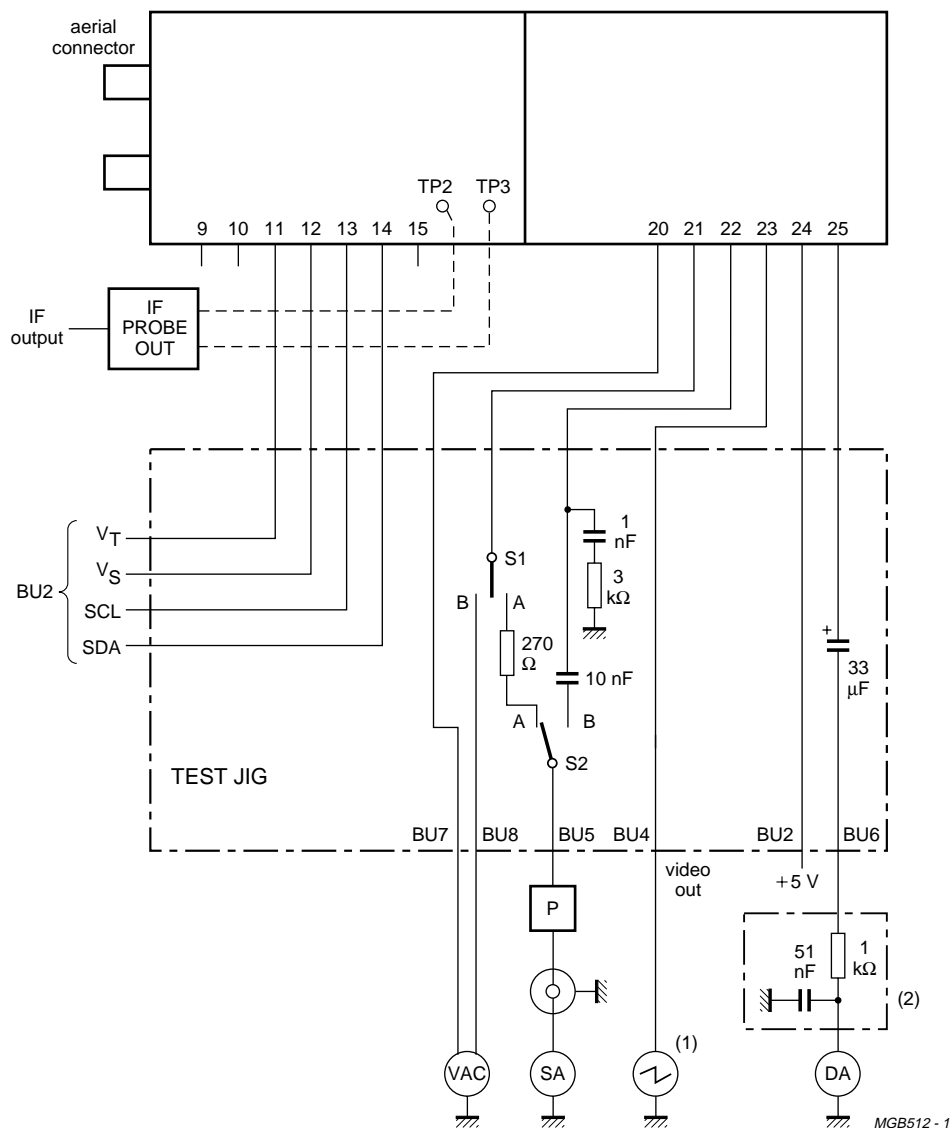 aerial
connector
TP2 TP3
9 10 11 12 13 14 15 20 21 22 23 24 25
IF
output
IF
PROBE
OUT
VT
VS
SCL
SDA
BU2
S1
B A
270
Ω
1
nF
3
kΩ
10 nF
A B
S2
+
33
μF
TEST JIG
BU7 BU8 BU5 BU4 BU2 BU6
video
out
+5 V
P
51
nF
1
kΩ
(2)
(1)
VAC SA DA
MGB512 - 1